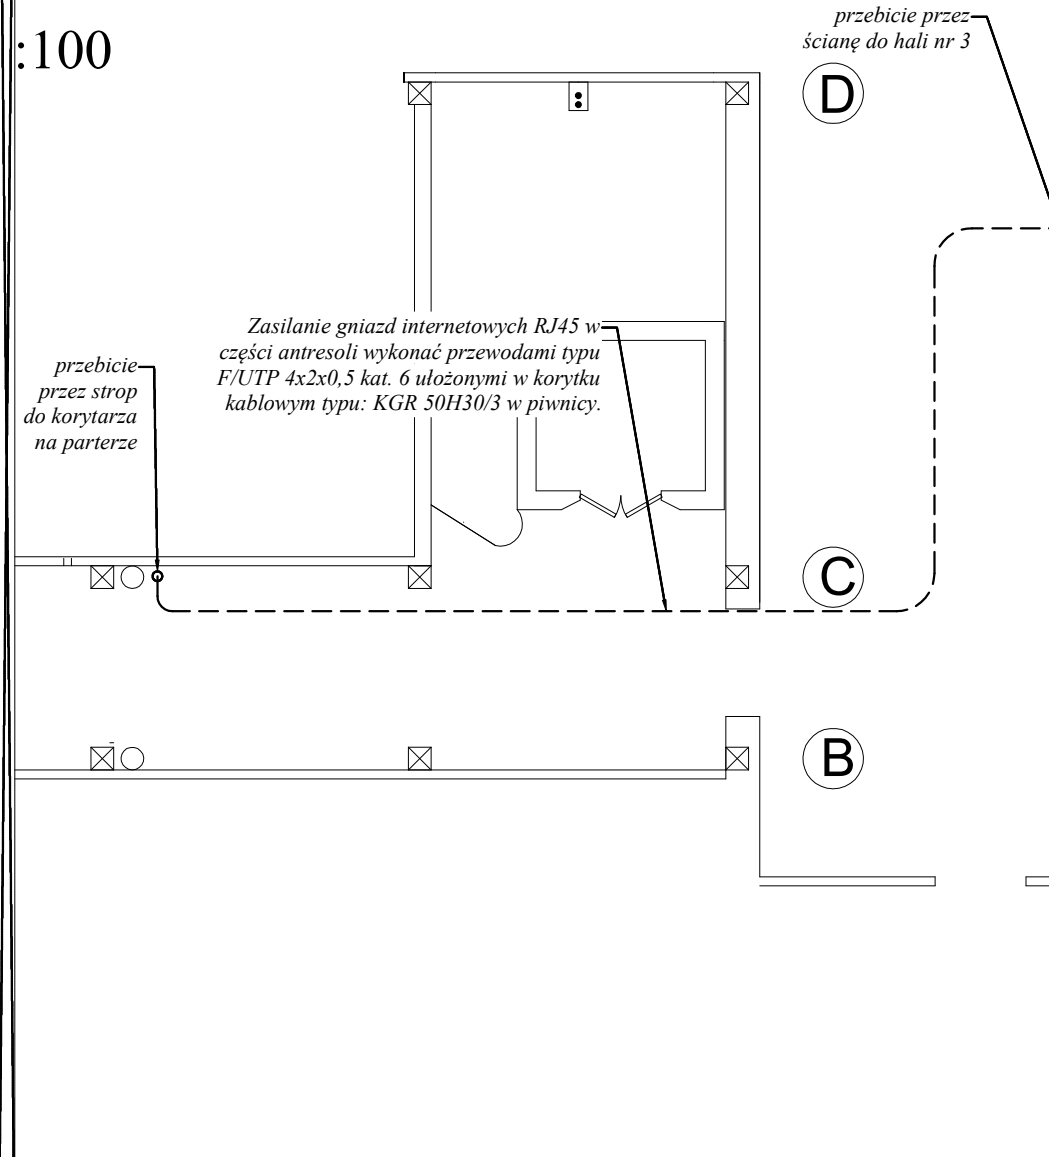 :100
przebicie przez
ścianę do hali nr 3
D
Zasilanie gniazd internetowych RJ45 w
części antresoli wykonać przewodami typu
F/UTP 4x2x0,5 kat. 6 ułożonymi w korytku
kablowym typu: KGR 50H30/3 w piwnicy.
przebicie
przez strop
do korytarza
na parterze
C
B